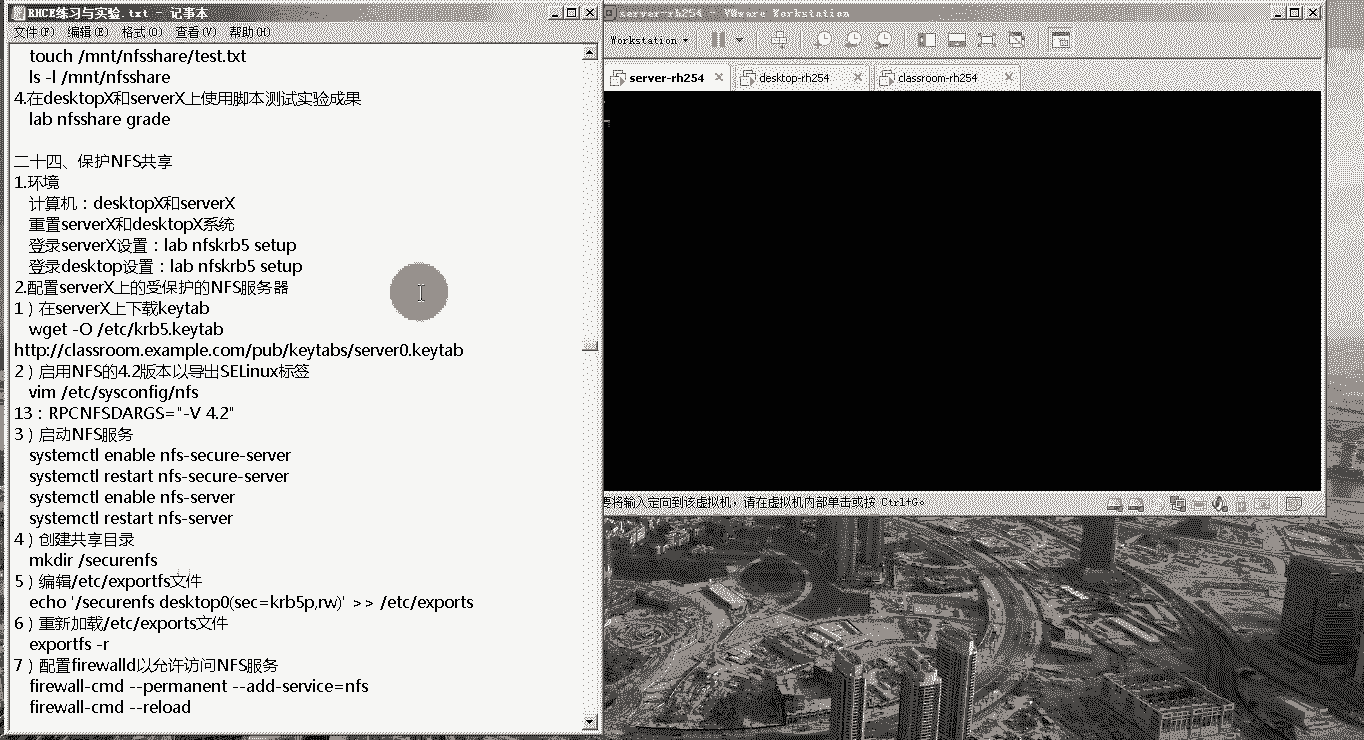 RHCE练习与实验.txt - 记事本
文件(F) 编辑(E) 格式(O) 查看(V) 帮助(H)
touch /mnt/nfsshare/test.txt
ls -l /mnt/nfsshare
4.在desktopX和serverX上使用脚本测试实验成果
lab nfsshare grade
二十四、保护NFS共享
1.环境
计算机：desktopX和serverX
重置serverX和desktopX系统
登录serverX设置：lab nfskrb5 setup
登录desktop设置：lab nfskrb5 setup
2.配置serverX上的受保护的NFS服务器
1）在serverX上下载keytab
wget -O /etc/krb5.keytab
http://classroom.example.com/pub/keytabs/server0.keytab
2）启用NFS的4.2版本以导出SELinux标签
vim /etc/sysconfig/nfs
13：RPCNFSDARGS="-V 4.2"
3）启动NFS服务
systemctl enable nfs-secure-server
systemctl restart nfs-secure-server
systemctl enable nfs-server
systemctl restart nfs-server
4）创建共享目录
mkdir /securenfs
5）编辑/etc/exportfs文件
echo '/securenfs desktop0(sec=krb5p,rw)' >> /etc/exports
6）重新加载/etc/exports文件
exportfs -r
7）配置firewalld以允许访问NFS服务
firewall-cmd --permanent --add-service=nfs
firewall-cmd --reload
server-rh254 - VMware Workstation
Workstation
server-rh254
desktop-rh254
classroom-rh254
要将输入定向到该虚拟机，请在虚拟机内部单击或按 Ctrl+G。